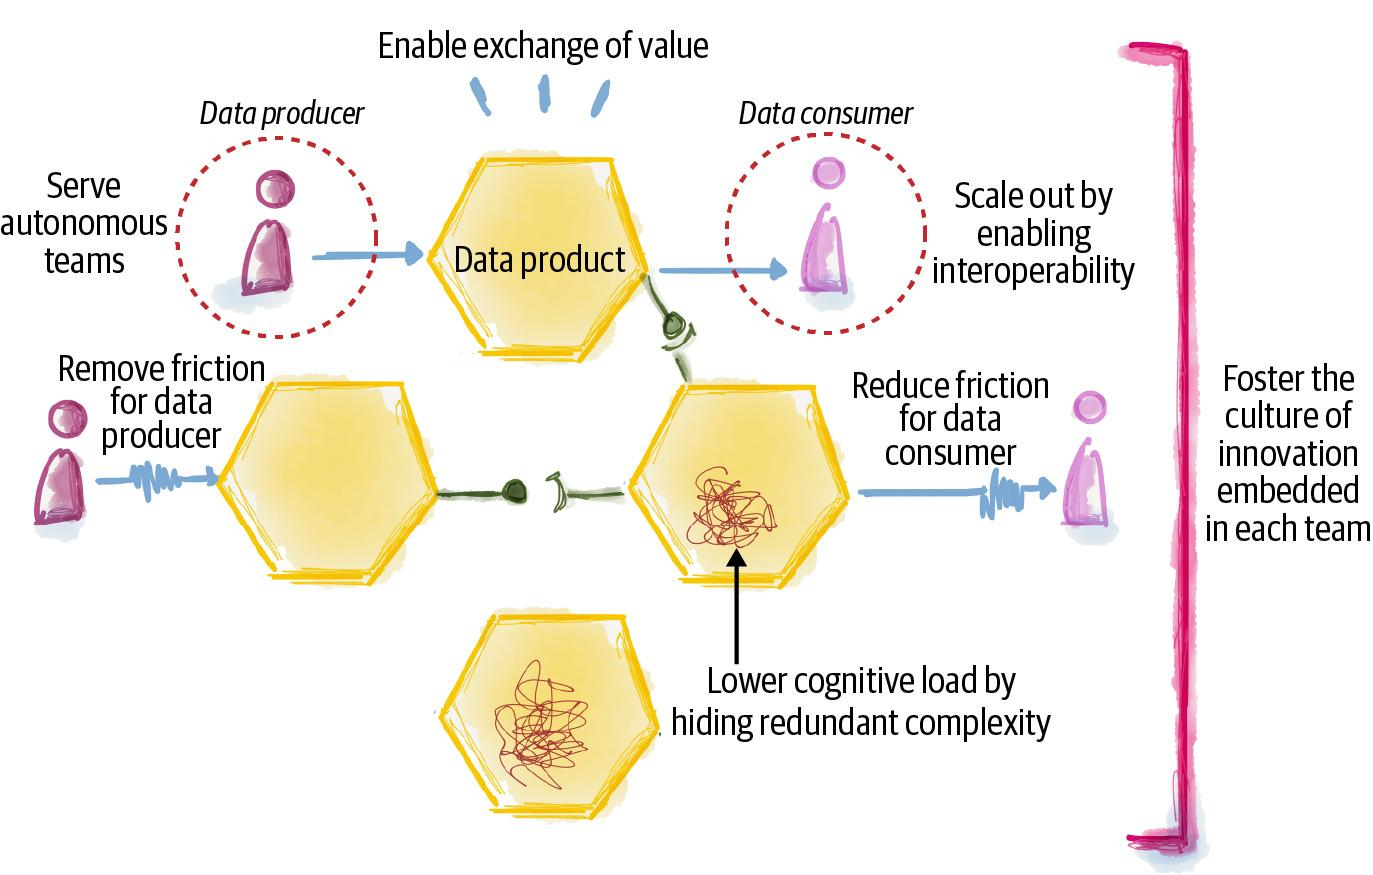 Enable exchange of value
Data producer
Data consumer
Serve
autonomous
teams
Data product
Scale out by
enabling
interoperability
Remove friction
for data
producer
Reduce friction
for data
consumer
Foster the
culture of
innovation
embedded
in each team
Lower cognitive load by
hiding redundant complexity